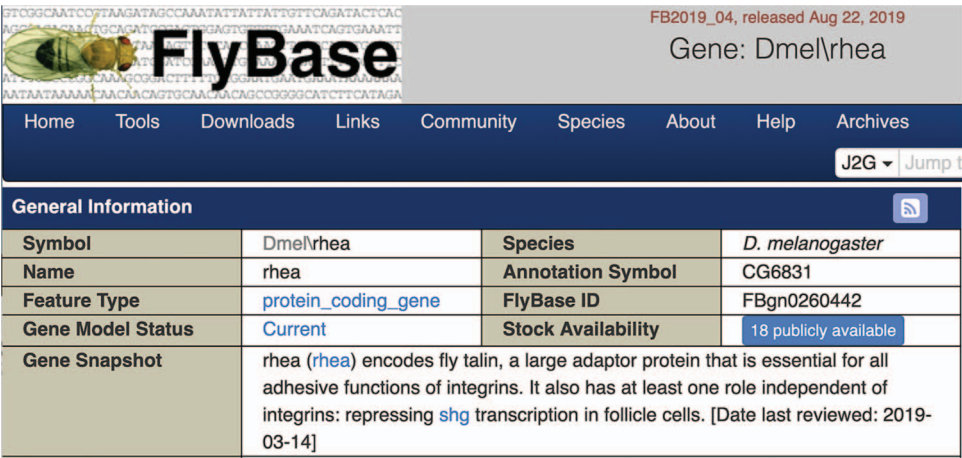 FB2019_04, released Aug 22, 2019
FlyBase
Gene: Dmel\rhea
Home Tools Downloads Links Community Species About Help Archives
J2G Jump t
General Information
Symbol Dmel\rhea Species D. melanogaster
Name rhea Annotation Symbol CG6831
Feature Type protein_coding_gene FlyBase ID FBgn0260442
Gene Model Status Current Stock Availability 18 publicly available
Gene Snapshot rhea (rhea) encodes fly talin, a large adaptor protein that is essential for all
adhesive functions of integrins. It also has at least one role independent of
integrins: repressing shg transcription in follicle cells. [Date last reviewed: 2019-
03-14]